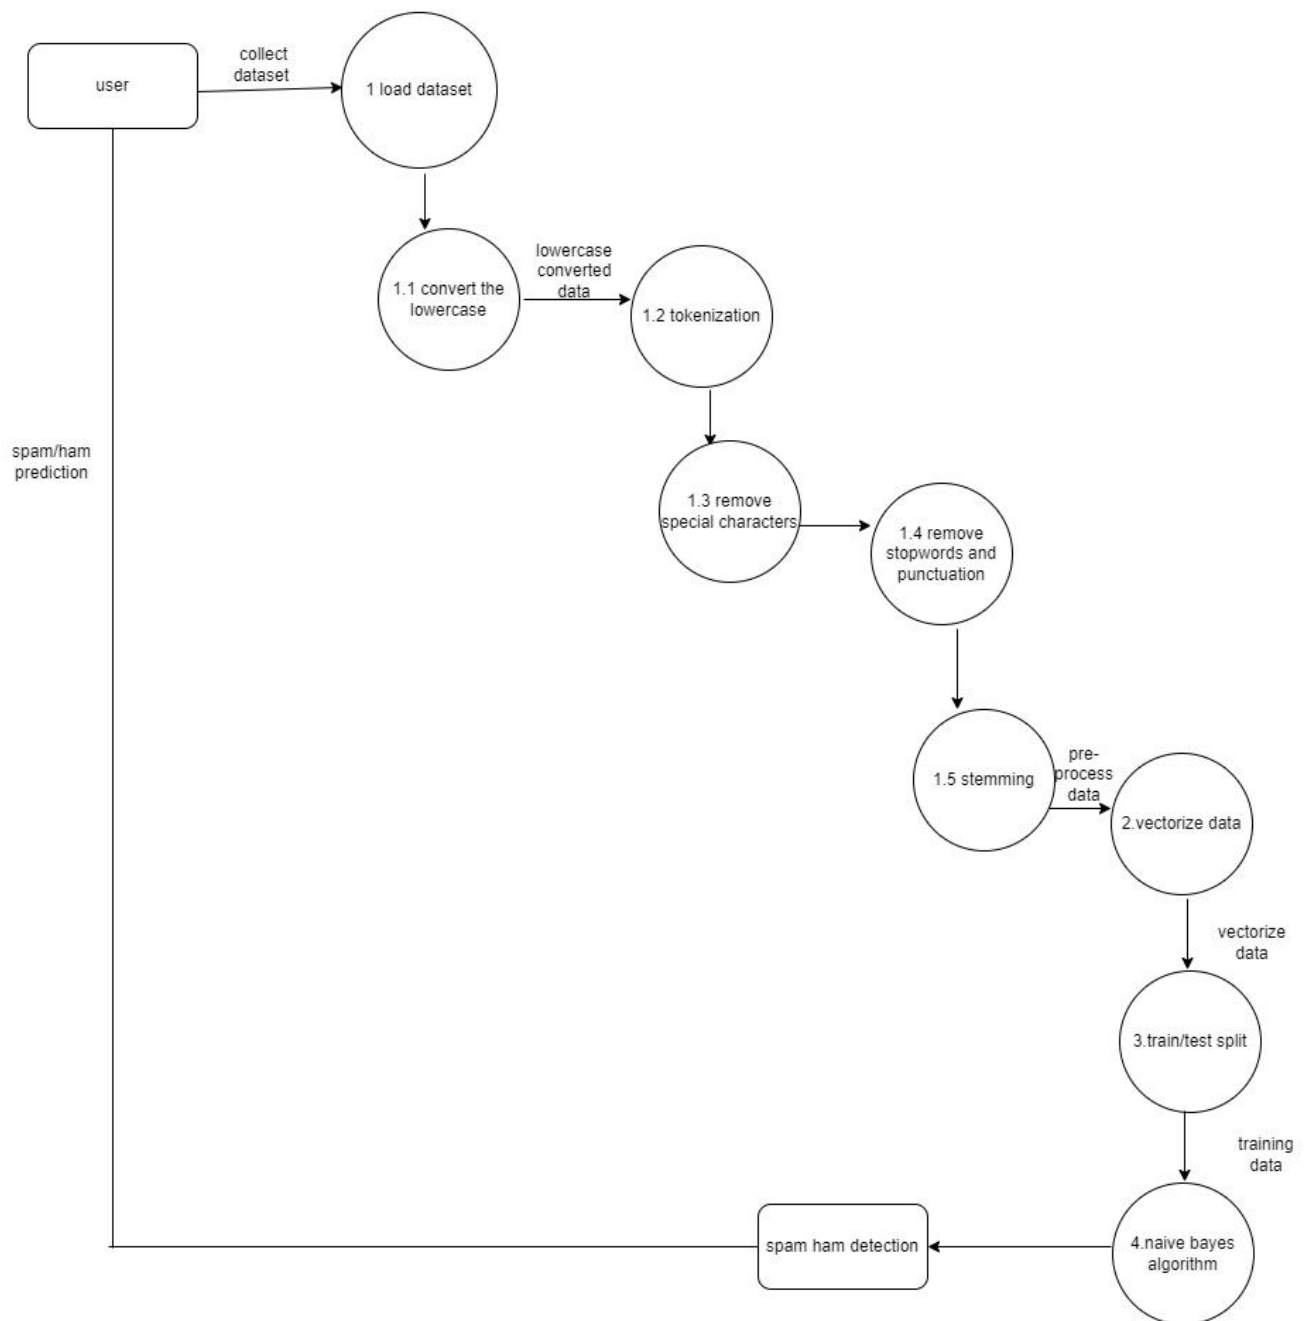 user
collect
dataset
1 load dataset
1.1 convert the
lowercase
lowercase
converted
data
1.2 tokenization
spam/ham
prediction
1.3 remove
special characters
1.4 remove
stopwords and
punctuation
1.5 stemming
pre-
process
data
2.vectorize data
vectorize
data
3.train/test split
training
data
spam ham detection
4.naive bayes
algorithm